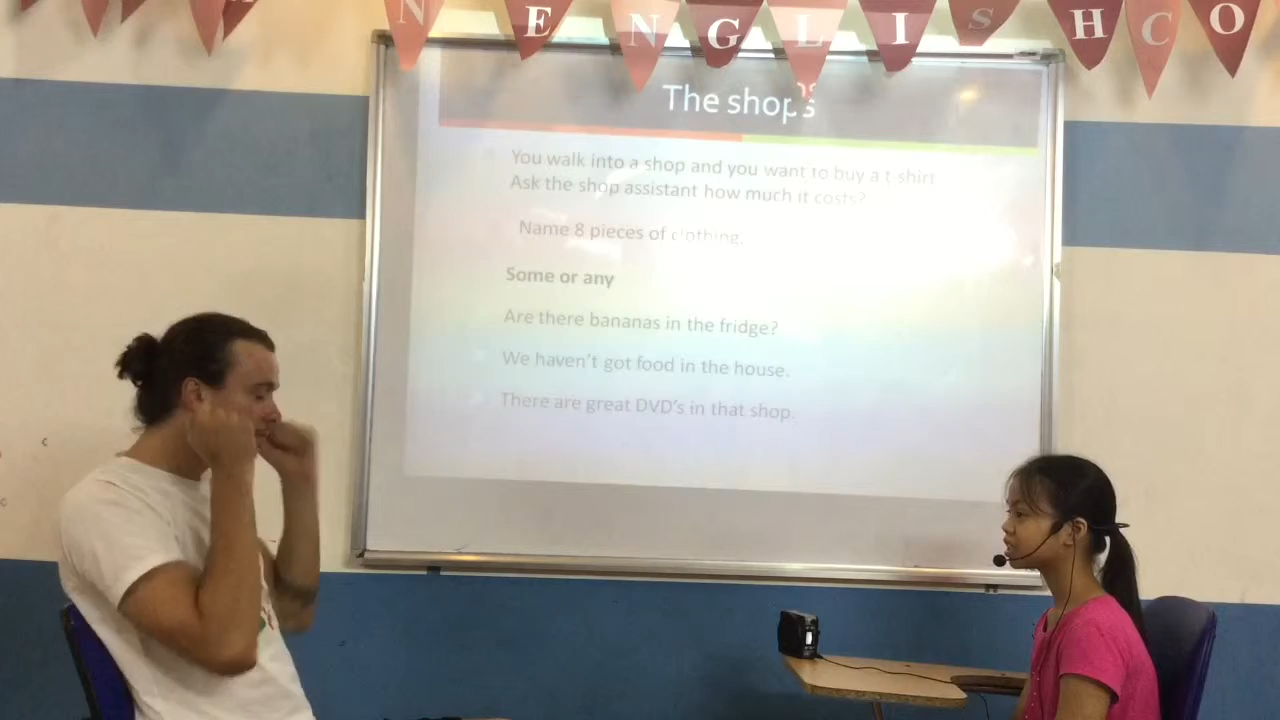 N ENGLISH CO
The shops
You walk into a shop and you want to buy a t shirt
Ask the shop assistant how much it costs?
Name 8 pieces of clothing.
Some or any
Are there bananas in the fridge?
We haven't got food in the house.
There are great DVD's in that shop.